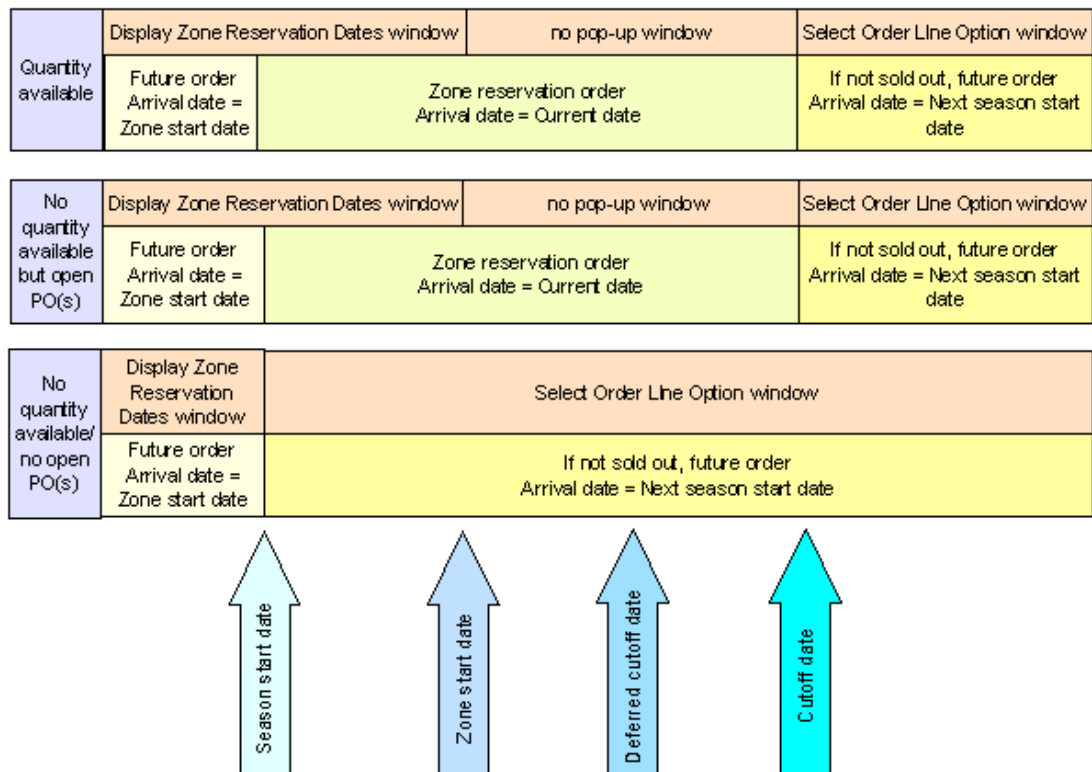 Display Zone Reservation Dates window
no pop-up window
Select Order LIne Option window
Quantity
available
Future order
Arrival date =
Zone start date
Zone reservation order
Arrival date = Current date
If not sold out, future order
Arrival date = Next season start
date
No
quantity
available
but open
PO(s)
Display Zone Reservation Dates window
no pop-up window
Select Order LIne Option window
Future order
Arrival date =
Zone start date
Zone reservation order
Arrival date = Current date
If not sold out, future order
Arrival date = Next season start
date
No
quantity
available/
no open
PO(s)
Display Zone
Reservation
Dates window
Select Order LIne Option window
Future order
Arrival date =
Zone start date
If not sold out, future order
Arrival date = Next season start date
Season start date
Zone start date
Deferred cutoff date
Cutoff date